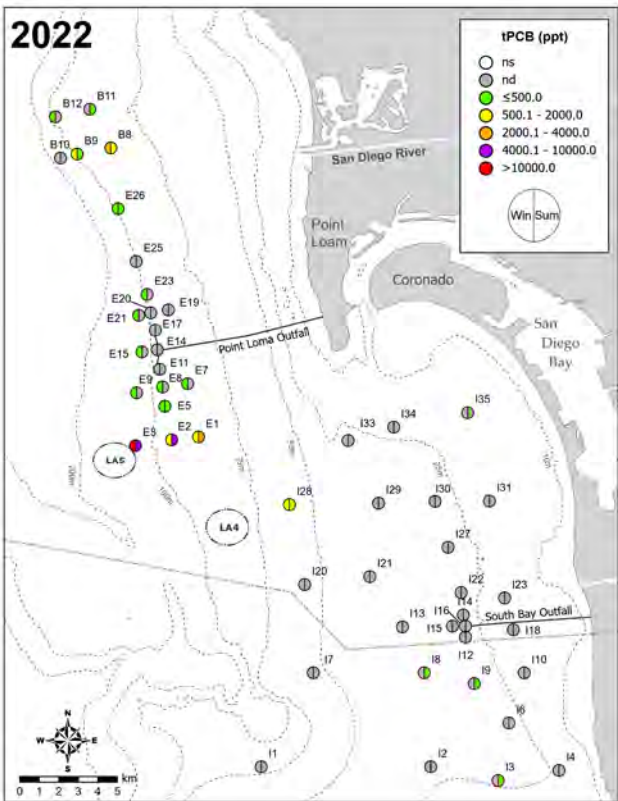 2022
tPCB (ppt)
ns
nd
≤500.0
500.1 - 2000.0
2000.1 - 4000.0
4000.1 - 10000.0
>10000.0
Win Sum
B12 B11
B9 B8
B10
San Diego River
E26
Point
Loam
E25
Coronado
E23
E20 E19
E21
E17
San
Diego
Bay
E14
Point Loma Outfall
E15
E11
E9 E8 E7
E5
I35
E3 E2 E1
I34
I33
LA5
100m
I28
I29 I30 I31
LA4
I27
I21
I20
I22
I23
I14
I16
South Bay Outfall
I13
I15
I18
I12
I7
I8
I9
I10
I6
N
W E
S
I1
I2
I3
I4
0 1 2 3 4 5 km